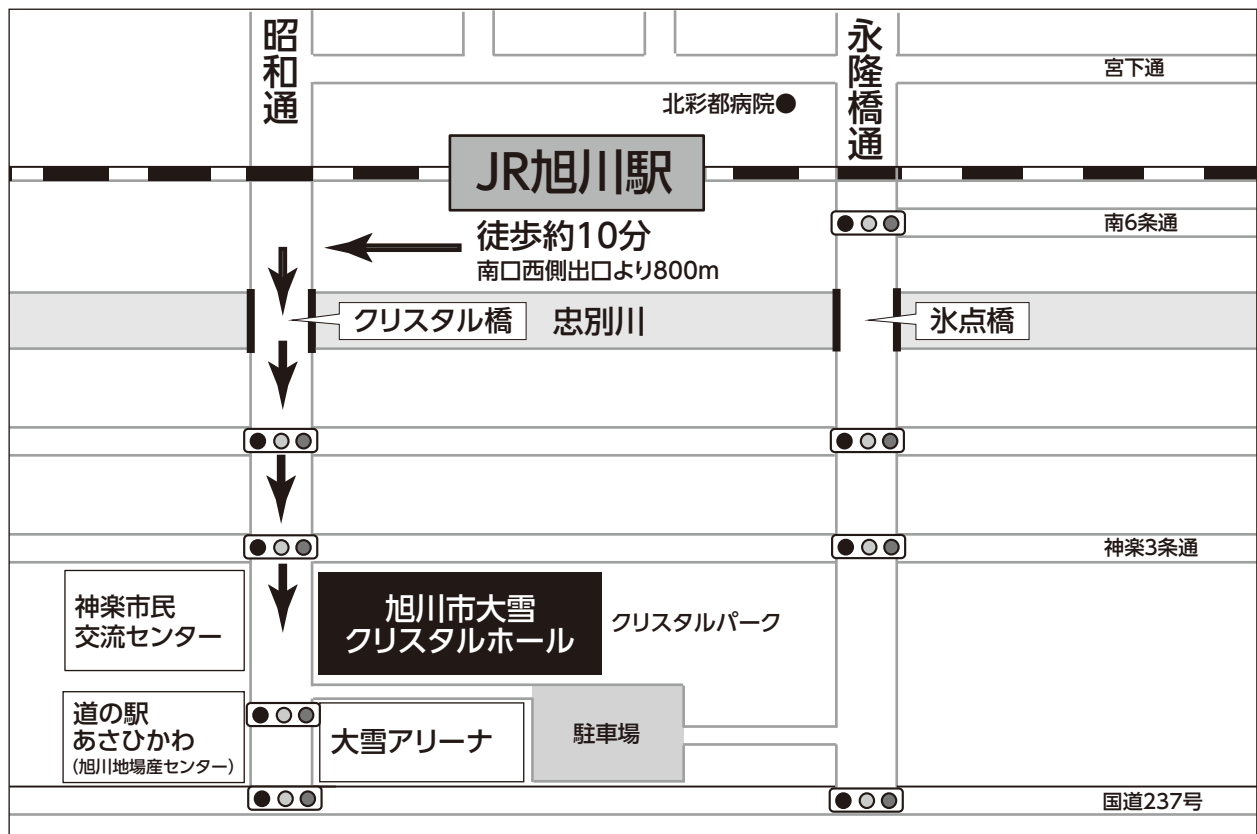 昭和通
永隆橋通
宮下通
北彩都病院
JR旭川駅
南6条通
徒歩約10分
南口西側出口より800m
クリスタル橋
忠別川
氷点橋
神楽3条通
神楽市民
交流センター
旭川市大雪
クリスタルホール
クリスタルパーク
道の駅
あさひかわ
(旭川地場産センター)
大雪アリーナ
駐車場
国道237号